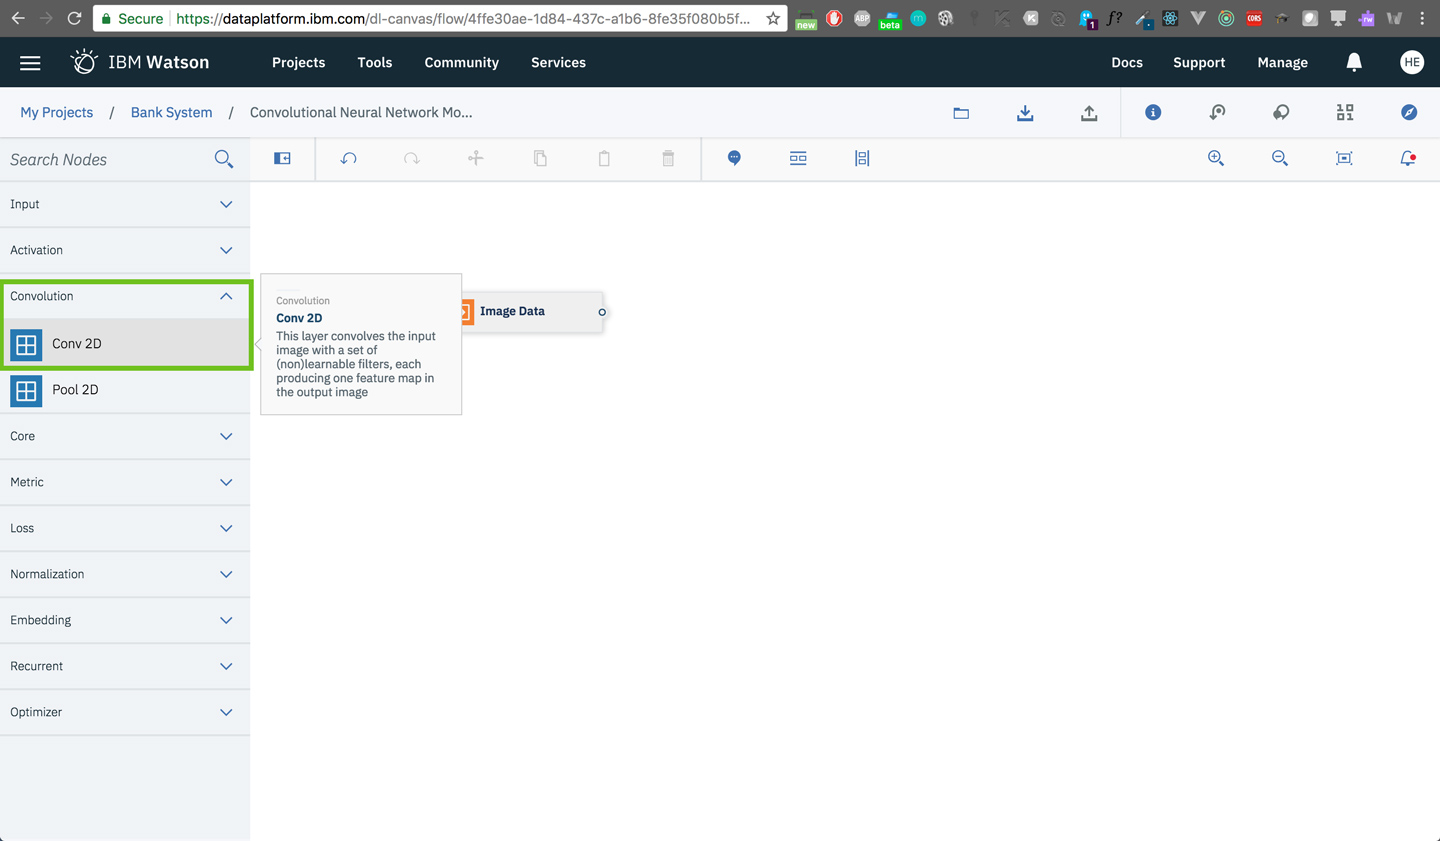 Secure
https://dataplatform.ibm.com/dl-canvas/flow/4ffe30ae-1d84-437c-a1b6-8fe35f080b5f...
new
ABP
beta
m
K
1
f?
CORS
rw
IBM Watson
Projects
Tools
Community
Services
Docs
Support
Manage
HE
My Projects / Bank System / Convolutional Neural Network Mo...
Search Nodes
Input
Activation
Convolution
Conv 2D
Pool 2D
Core
Metric
Loss
Normalization
Embedding
Recurrent
Optimizer
Convolution
Conv 2D
This layer convolves the input
image with a set of
(non)learnable filters, each
producing one feature map in
the output image
Image Data